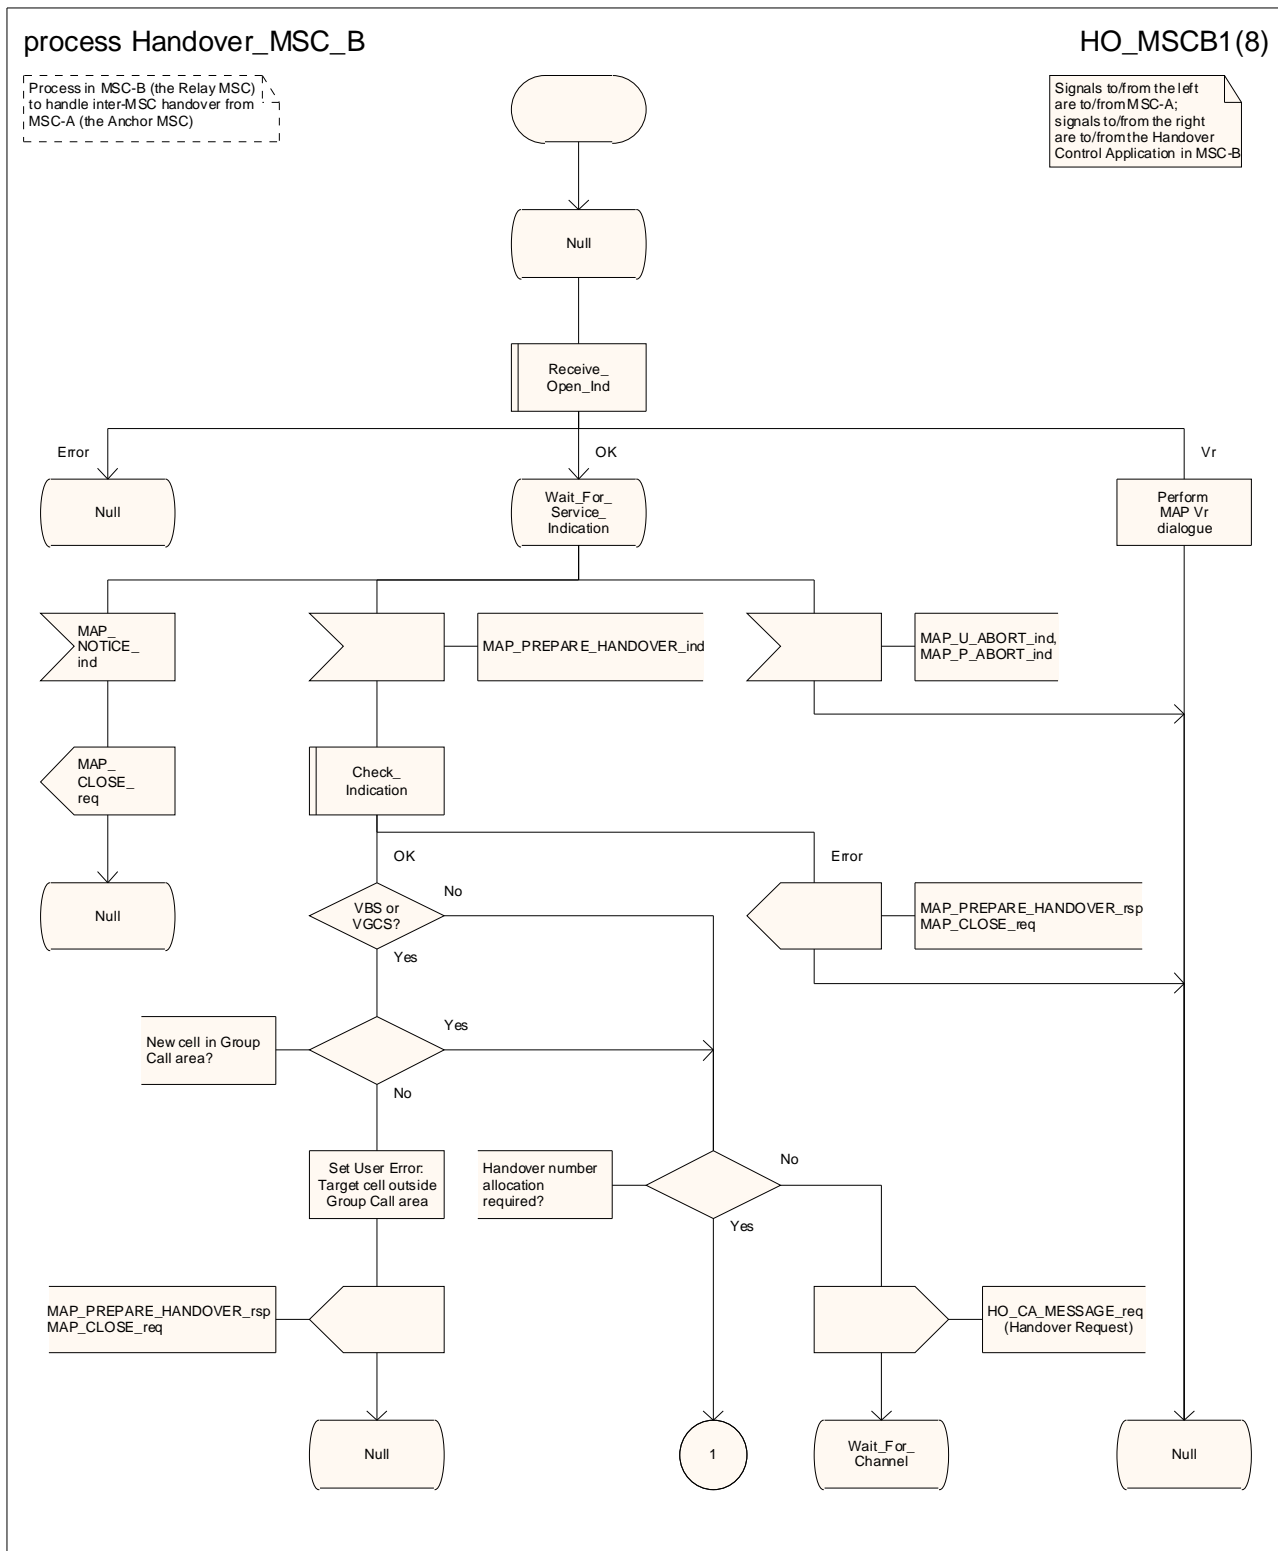 process Handover_MSC_B
HO_MSCB1(8)
Process in MSC-B (the Relay MSC)
to handle inter-MSC handover from
MSC-A (the Anchor MSC)
Signals to/from the left
are to/from MSC-A;
signals to/from the right
are to/from the Handover
Control Application in MSC-B
Null
Receive_
Open_Ind
Error
OK
Vr
Null
Wait_For_
Service_
Indication
Perform
MAP Vr
dialogue
MAP_
NOTICE_
ind
MAP_PREPARE_HANDOVER_ind
MAP_U_ABORT_ind,
MAP_P_ABORT_ind
MAP_
CLOSE_
req
Check_
Indication
OK
Error
Null
VBS or
VGCS?
No
Yes
MAP_PREPARE_HANDOVER_rsp
MAP_CLOSE_req
New cell in Group
Call area?
Yes
No
Set User Error:
Target cell outside
Group Call area
Handover number
allocation
required?
No
Yes
MAP_PREPARE_HANDOVER_rsp
MAP_CLOSE_req
HO_CA_MESSAGE_req
(Handover Request)
Null
1
Wait_For_
Channel
Null